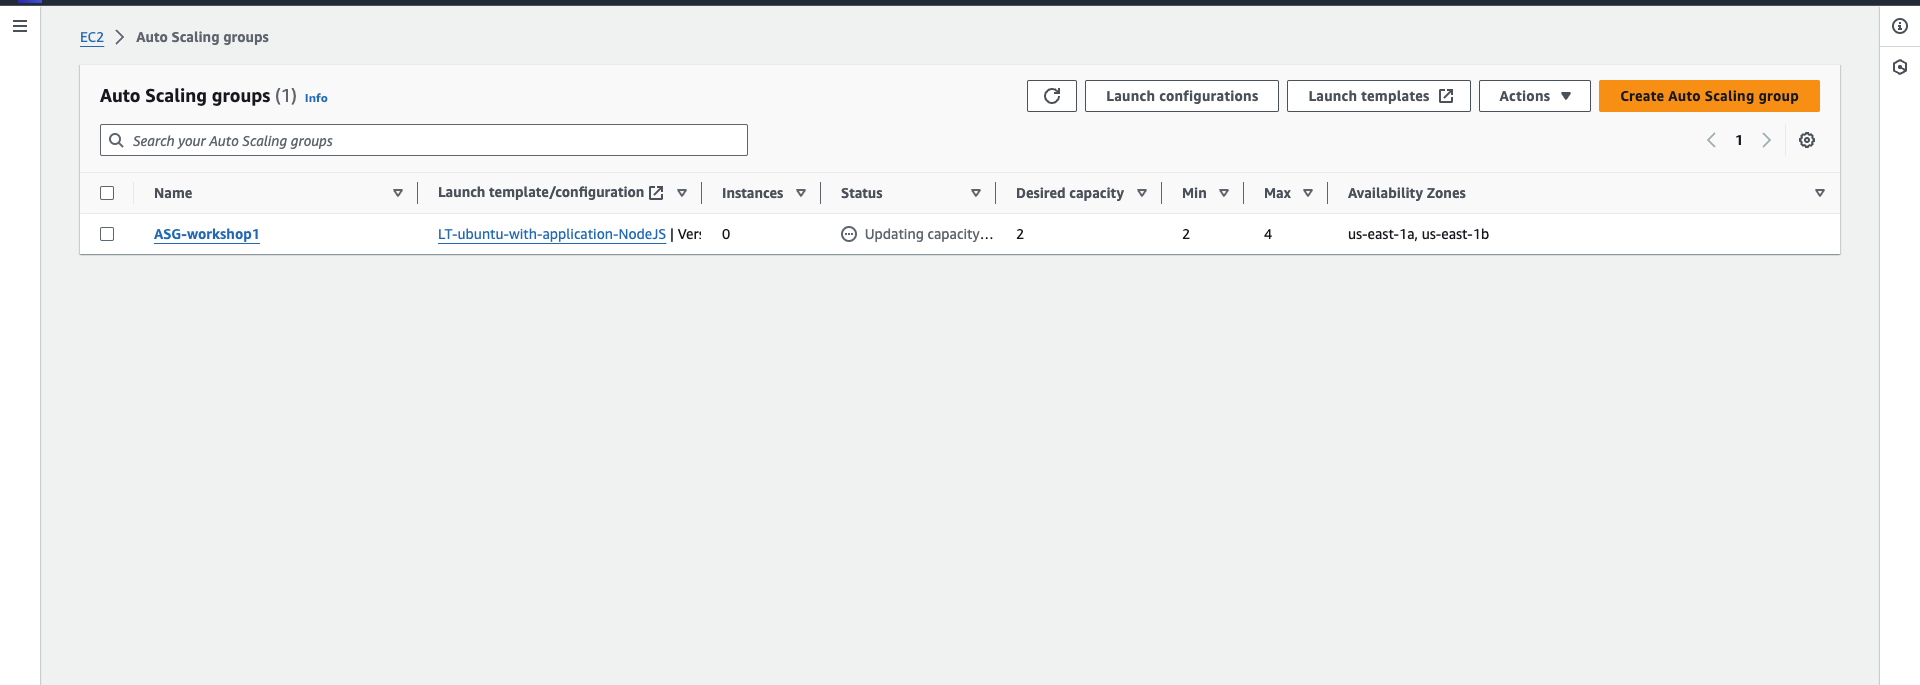 EC2 > Auto Scaling groups
Auto Scaling groups (1) Info
Launch configurations
Launch templates
Actions
Create Auto Scaling group
Search your Auto Scaling groups
1
Name Launch template/configuration Instances Status Desired capacity Min Max Availability Zones
ASG-workshop1 LT-ubuntu-with-application-NodeJS | Vers 0 Updating capacity... 2 2 4 us-east-1a, us-east-1b